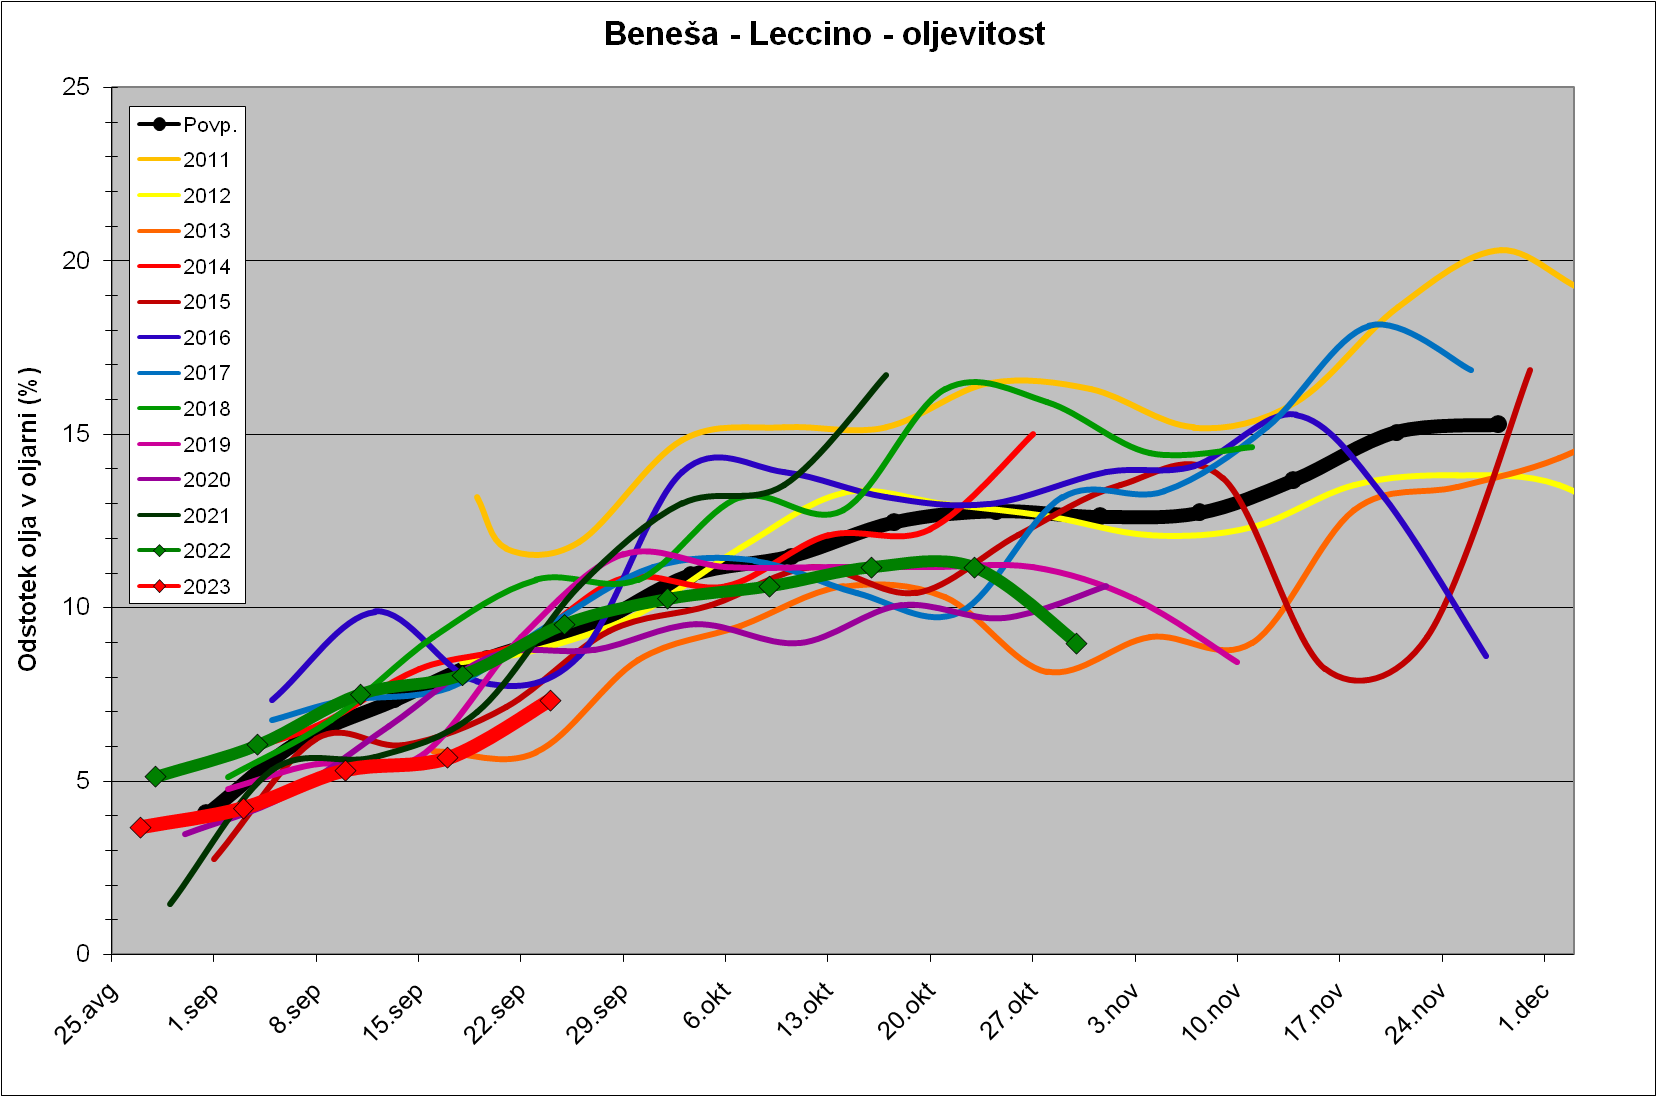 Beneša - Leccino - oljevitost
Odstotek olja v oljarni (%)
25
20
15
10
5
0
Povp.
2011
2012
2013
2014
2015
2016
2017
2018
2019
2020
2021
2022
2023
25.avg
1.sep
8.sep
15.sep
22.sep
29.sep
6.okt
13.okt
20.okt
27.okt
3.nov
10.nov
17.nov
24.nov
1.dec